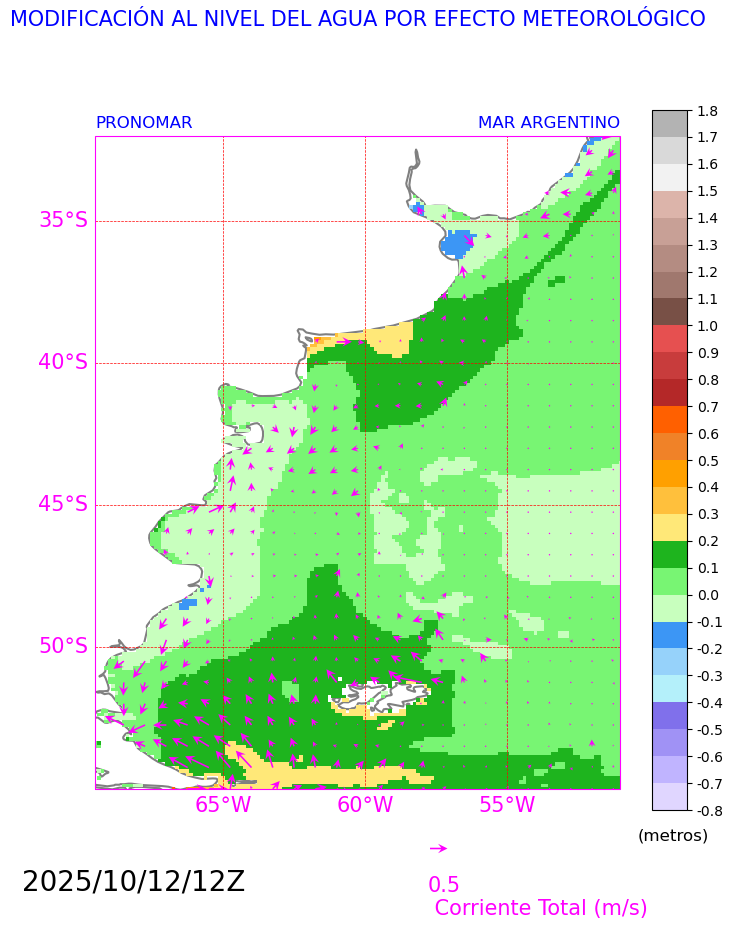 MODIFICACIÓN AL NIVEL DEL AGUA POR EFECTO METEOROLÓGICO
PRONOMAR MAR ARGENTINO
35°S
40°S
45°S
50°S
65°W 60°W 55°W
1.8
1.7
1.6
1.5
1.4
1.3
1.2
1.1
1.0
0.9
0.8
0.7
0.6
0.5
0.4
0.3
0.2
0.1
0.0
-0.1
-0.2
-0.3
-0.4
-0.5
-0.6
-0.7
-0.8
(metros)
2025/10/12/12Z
0.5
Corriente Total (m/s)